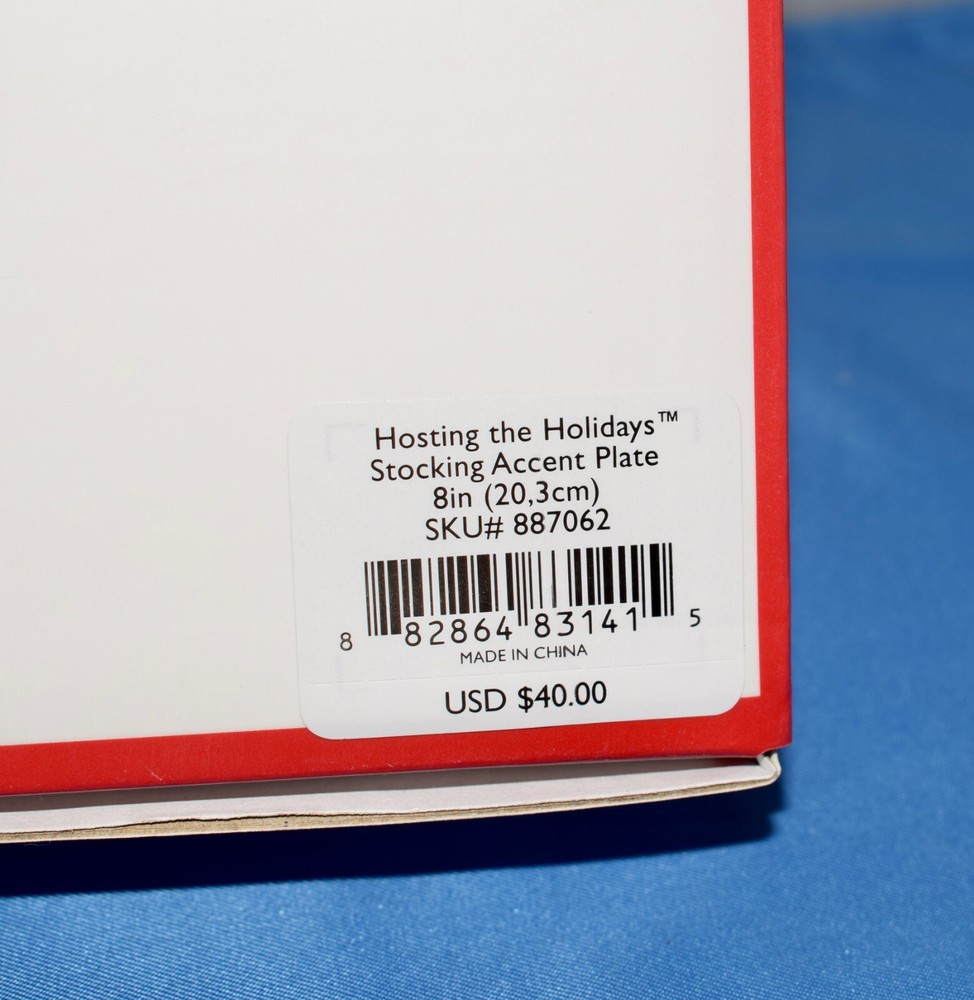 Hosting the Holidays™
Stocking Accent Plate
8in (20,3cm)
SKU# 887062
8 82864 83141 5
MADE IN CHINA
USD $40.00